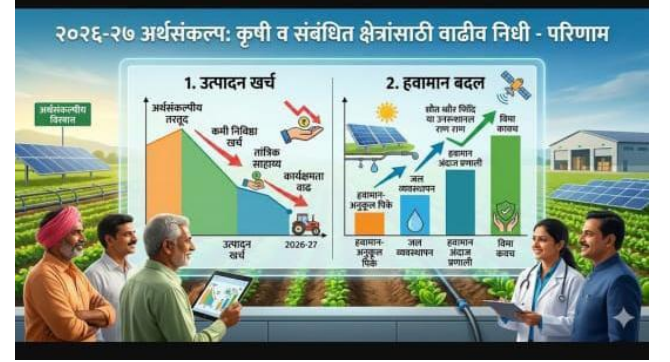 २०२६-२७ अर्थसंकल्प: कृषी व संबंधित क्षेत्रांसाठी वाढीव निधी - परिणाम
अर्थसंकल्पीय
1. उत्पादन खर्च
अर्थसंकल्पीय
तरतूद
कमी निविष्ठा
खर्च
तांत्रिक
साहाय्य
कार्यक्षमता
वाढ
उत्पादन
खर्च
2026-27
2. हवामान बदल
विमा
कवच
हवामान
अंदाज प्रणाली
जल
व्यवस्थापन
हवामान-
अनुकूल पिके
हवामान-
अनुकूल
पिके
जल
व्यवस्थापन
हवामान
अंदाज
प्रणाली
विमा
कवच